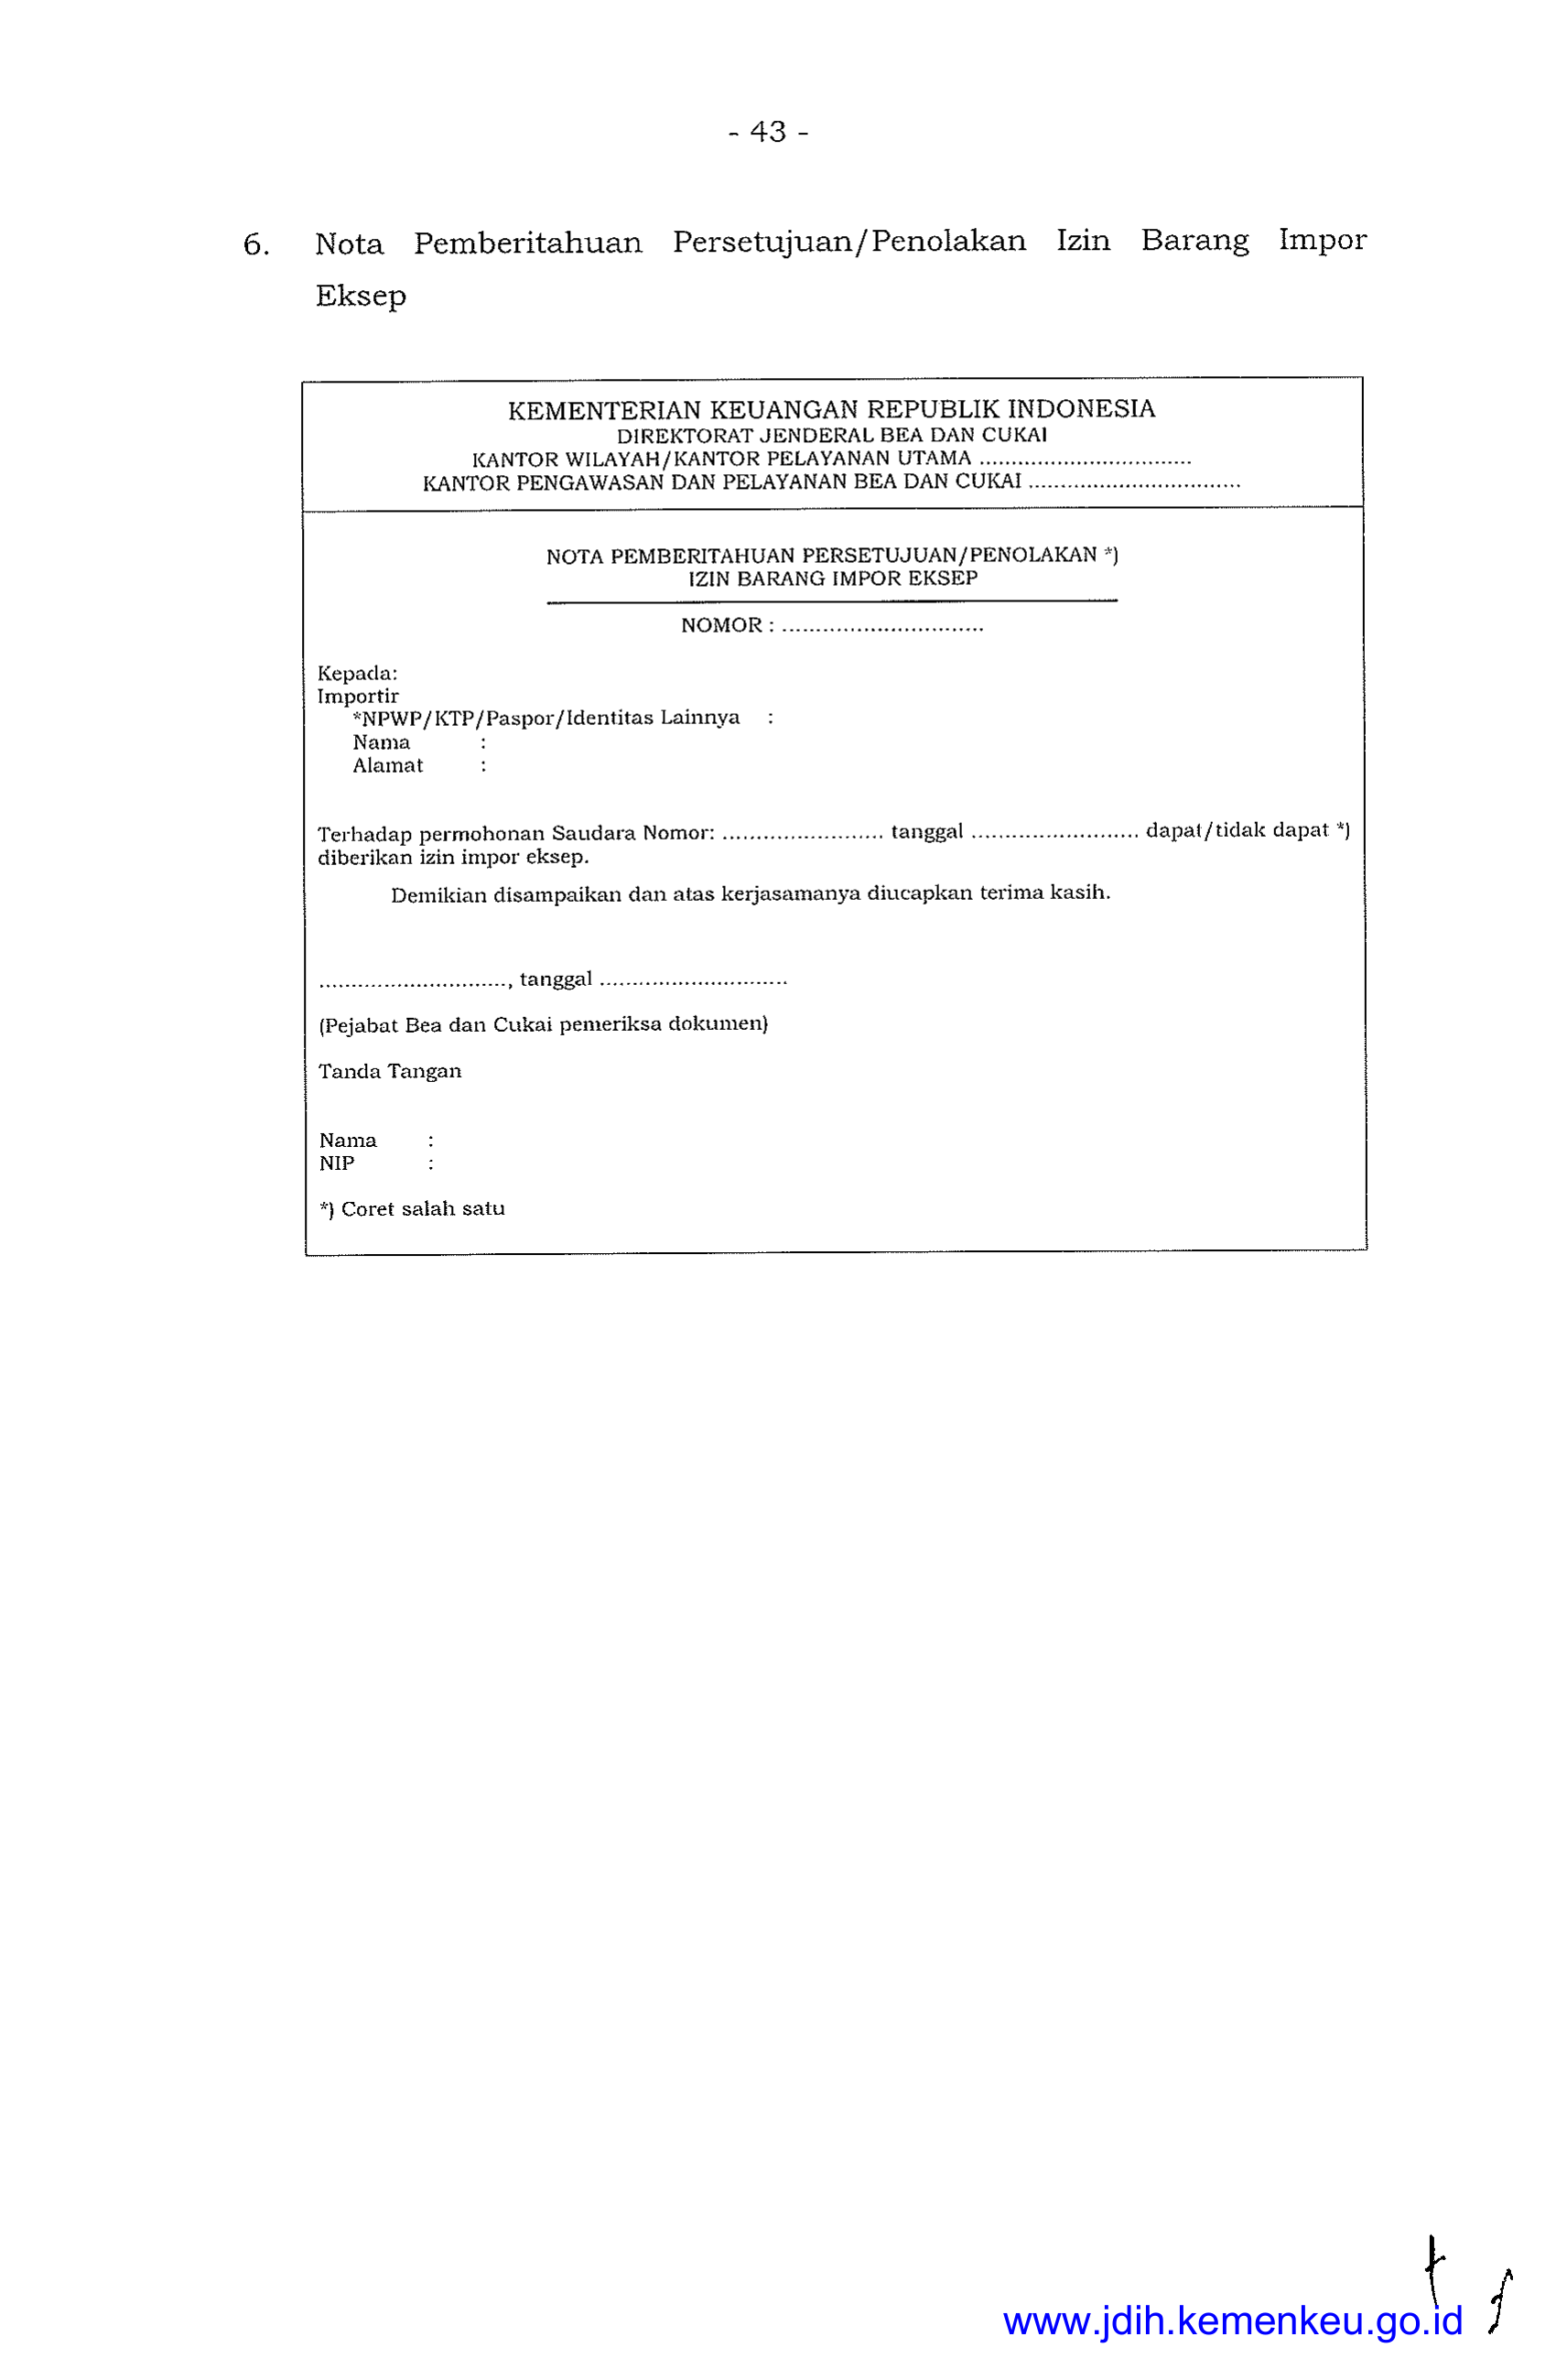 - 43 -
6. Nota Pemberitahuan Persetujuan/Penolakan Izin Barang Impor
Eksep
KEMENTERIAN KEUANGAN REPUBLIK INDONESIA
DIREKTORAT JENDERAL BEA DAN CUKAI
KANTOR WILAYAH/KANTOR PELAYANAN UTAMA .................................
KANTOR PENGAWASAN DAN PELAYANAN BEA DAN CUKAI .................................
NOTA PEMBERITAHUAN PERSETUJUAN/PENOLAKAN *)
IZIN BARANG IMPOR EKSEP
NOMOR : ..............................
Kepada:
Importir
*NPWP/KTP/Paspor/Identitas Lainnya :
Nama :
Alamat :
Terhadap permohonan Saudara Nomor: ........................ tanggal ......................... dapat/tidak dapat *)
diberikan izin impor eksep.
Demikian disampaikan dan atas kerjasamanya diucapkan terima kasih.
............................., tanggal .............................
(Pejabat Bea dan Cukai pemeriksa dokumen)
Tanda Tangan
Nama :
NIP :
*) Coret salah satu
www.jdih.kemenkeu.go.id